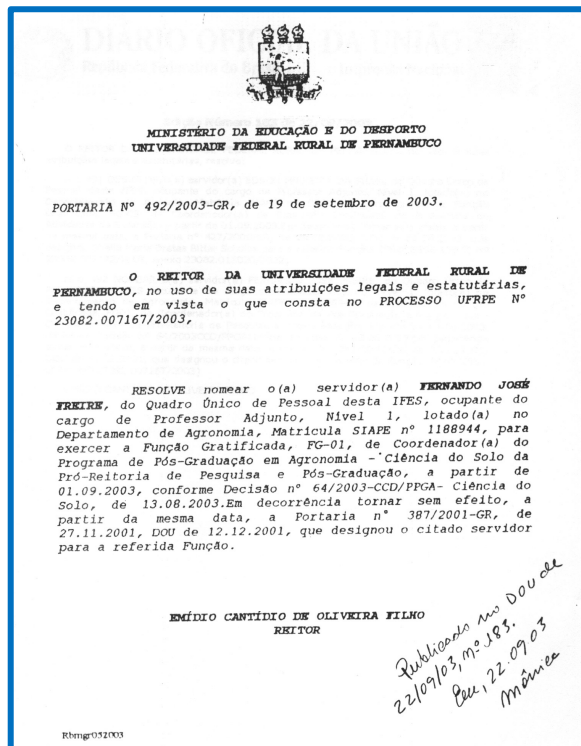 MINISTÉRIO DA EDUCAÇÃO E DO DESPORTO
UNIVERSIDADE FEDERAL RURAL DE PERNAMBUCO
PORTARIA Nº 492/2003-GR, de 19 de setembro de 2003.
O REITOR DA UNIVERSIDADE FEDERAL RURAL DE
PERNAMBUCO, no uso de suas atribuições legais e estatutárias,
e tendo em vista o que consta no PROCESSO UFRPE Nº
23082.007167/2003,
RESOLVE nomear o(a) servidor(a) FERNANDO JOSÉ
FREIRE, do Quadro Único de Pessoal desta IFES, ocupante do
cargo de Professor Adjunto, Nível 1, lotado(a) no
Departamento de Agronomia, Matrícula SIAPE nº 1188944, para
exercer a Função Gratificada, FG-01, de Coordenador(a) do
Programa de Pós-Graduação em Agronomia - Ciência do Solo da
Pró-Reitoria de Pesquisa e Pós-Graduação, a partir de
01.09.2003, conforme Decisão nº 64/2003-CCD/PPGA- Ciência do
Solo, de 13.08.2003.Em decorrência tornar sem efeito, a
partir da mesma data, a Portaria n° 387/2001-GR, de
27.11.2001, DOU de 12.12.2001, que designou o citado servidor
para a referida Função.
EMÍDIO CANTÍDIO DE OLIVEIRA FILHO
REITOR
Publicado no DOU de
22/09/03, nº 183.
Em, 22.09.03
Mônica
Rbmgr052003